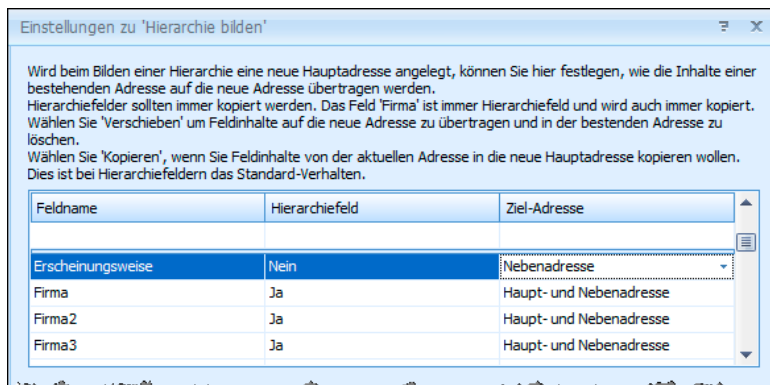 Einstellungen zu 'Hierarchie bilden'
Wird beim Bilden einer Hierarchie eine neue Hauptadresse angelegt, können Sie hier festlegen, wie die Inhalte einer
bestehenden Adresse auf die neue Adresse übertragen werden.
Hierarchiefelder sollten immer kopiert werden. Das Feld 'Firma' ist immer Hierarchiefeld und wird auch immer kopiert.
Wählen Sie 'Verschieben' um Feldinhalte auf die neue Adresse zu übertragen und in der bestenden Adresse zu
löschen.
Wählen Sie 'Kopieren', wenn Sie Feldinhalte von der aktuellen Adresse in die neue Hauptadresse kopieren wollen.
Dies ist bei Hierarchiefeldern das Standard-Verhalten.
Feldname Hierarchiefeld Ziel-Adresse
Erscheinungsweise Nein Nebenadresse
Firma Ja Haupt- und Nebenadresse
Firma2 Ja Haupt- und Nebenadresse
Firma3 Ja Haupt- und Nebenadresse